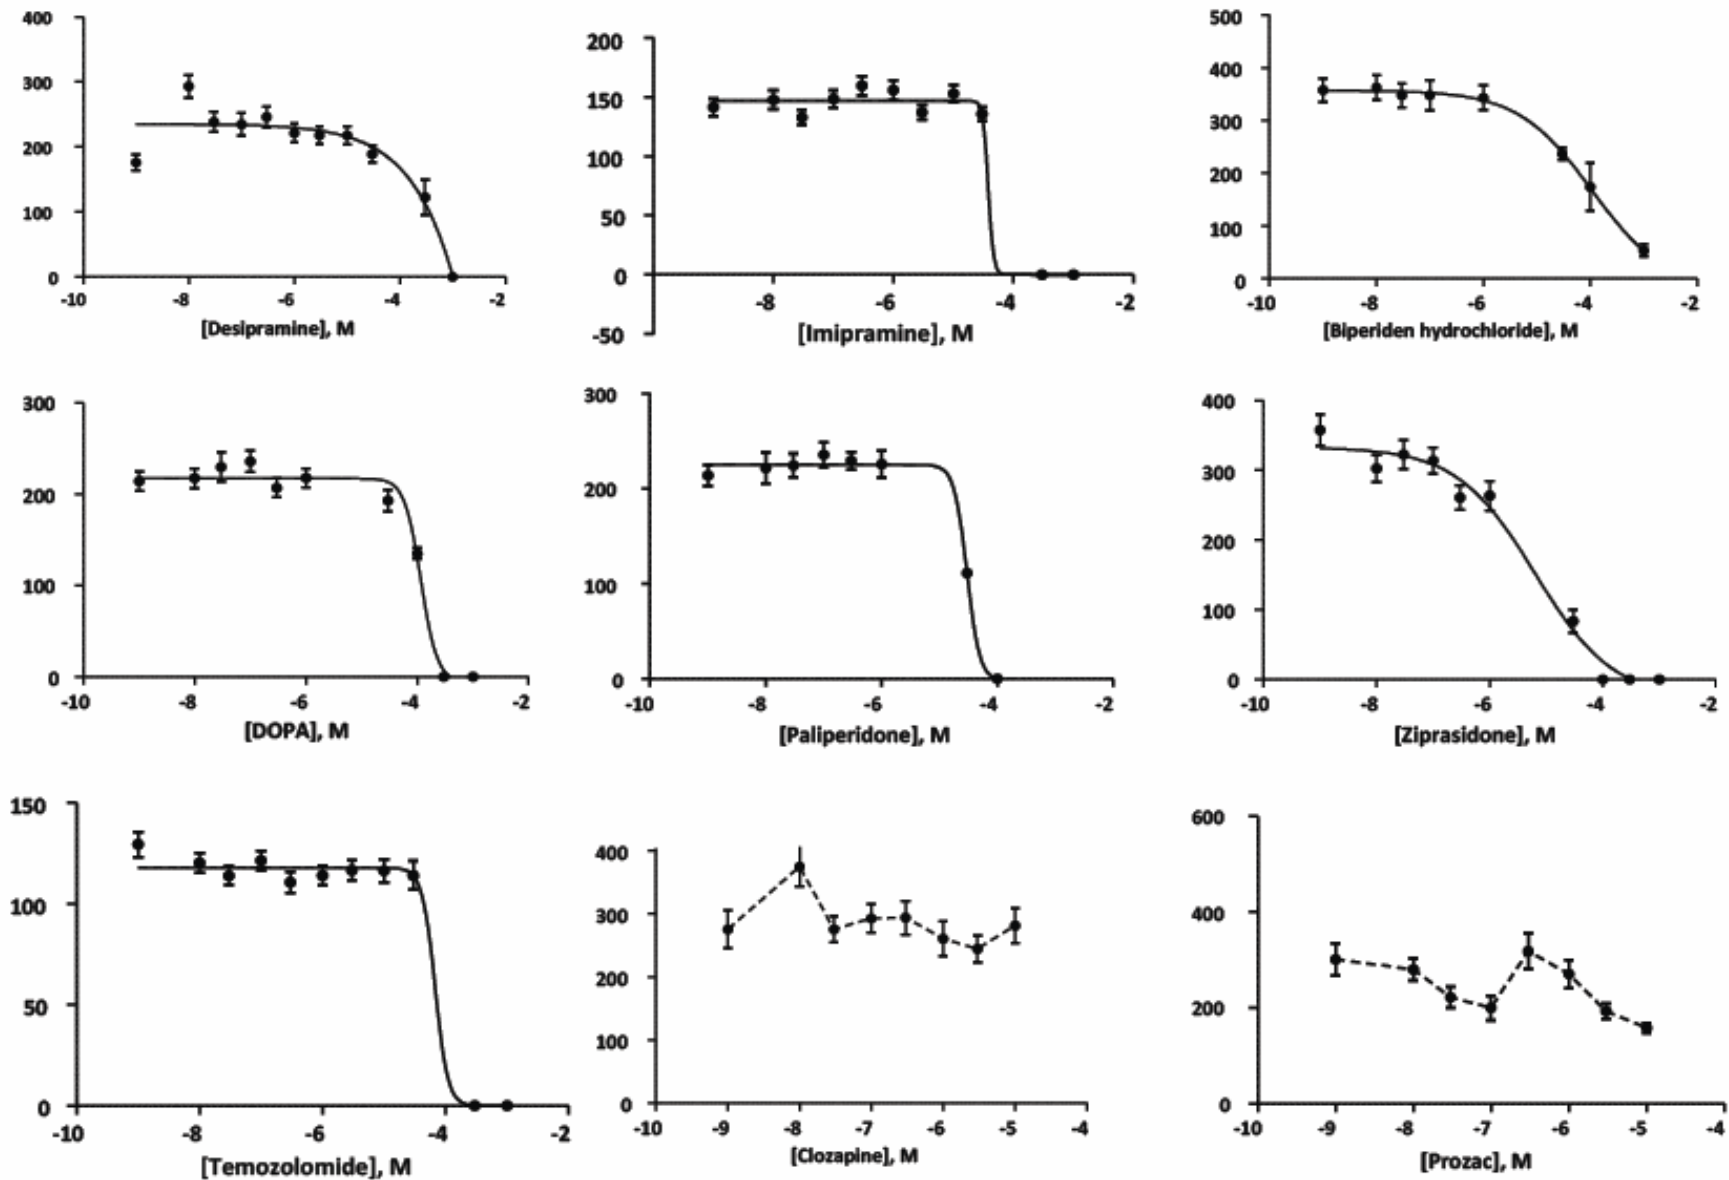 400
300
200
100
0
-10 -8 -6 -4 -2
[Desipramine], M
200
150
100
50
0
-50
-8 -6 -4 -2
[Imipramine], M
500
400
300
200
100
0
-10 -8 -6 -4 -2
[Biperiden hydrochloride], M
300
200
100
0
-10 -8 -6 -4 -2
[DOPA], M
300
200
100
0
-10 -8 -6 -4 -2
[Paliperidone], M
400
300
200
100
0
-10 -8 -6 -4 -2
[Ziprasidone], M
150
100
50
0
-10 -8 -6 -4 -2
[Temozolomide], M
400
300
200
100
0
-10 -9 -8 -7 -6 -5 -4
[Clozapine], M
600
400
200
0
-10 -9 -8 -7 -6 -5 -4
[Prozac], M